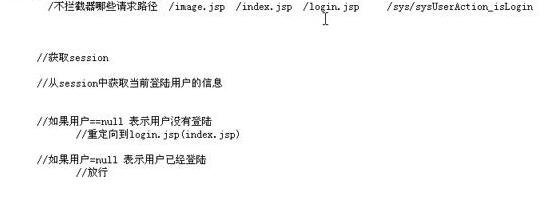 /不拦截器哪些请求路径 /image.jsp /index.jsp /login.jsp /sys/sysUserAction_isLogin
//获取session
//从session中获取当前登陆用户的信息
//如果用户==null 表示用户没有登陆
//重定向到login.jsp(index.jsp)
//如果用户=null 表示用户已经登陆
//放行